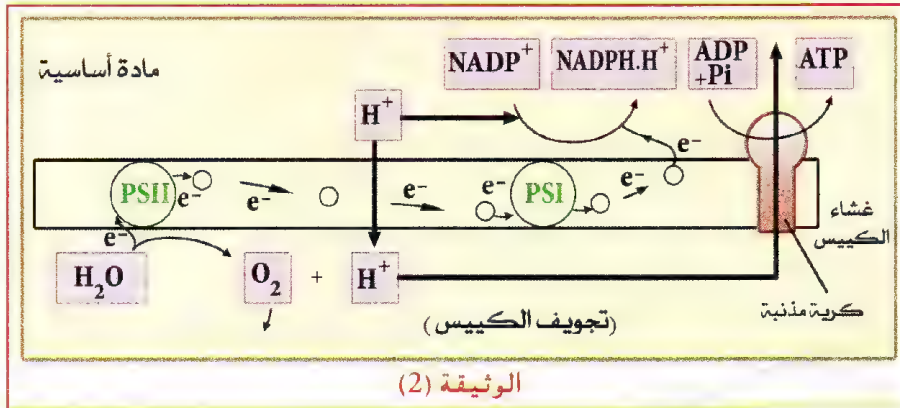 مادة أساسية
NADP⁺ NADPH.H⁺ ADP +Pi ATP
H⁺
PSII e⁻ e⁻ e⁻ e⁻ PSI e⁻ e⁻
غشاء الكييس
e⁻
H₂O O₂ + H⁺
كرية مذنبة
(تجويف الكييس)
الوثيقة (2)